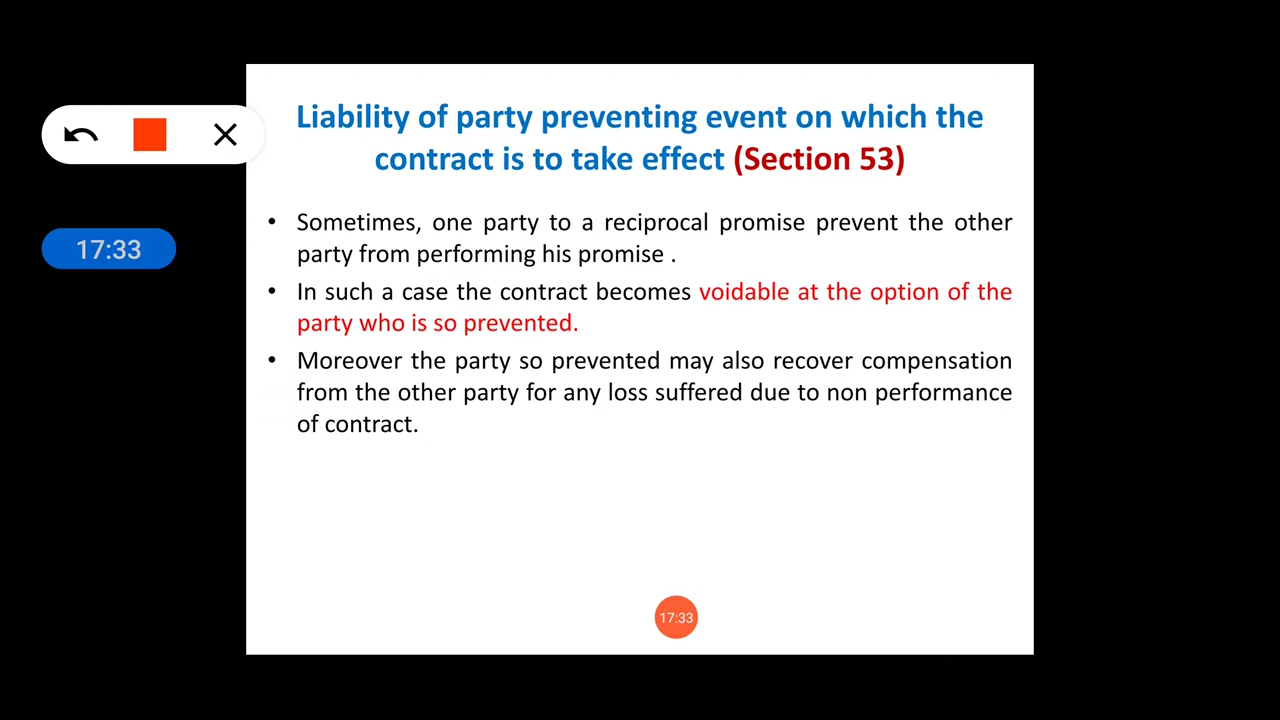 Liability of party preventing event on which the
contract is to take effect (Section 53)
17:33
• Sometimes, one party to a reciprocal promise prevent the other
party from performing his promise .
• In such a case the contract becomes voidable at the option of the
party who is so prevented.
• Moreover the party so prevented may also recover compensation
from the other party for any loss suffered due to non performance
of contract.
17:33